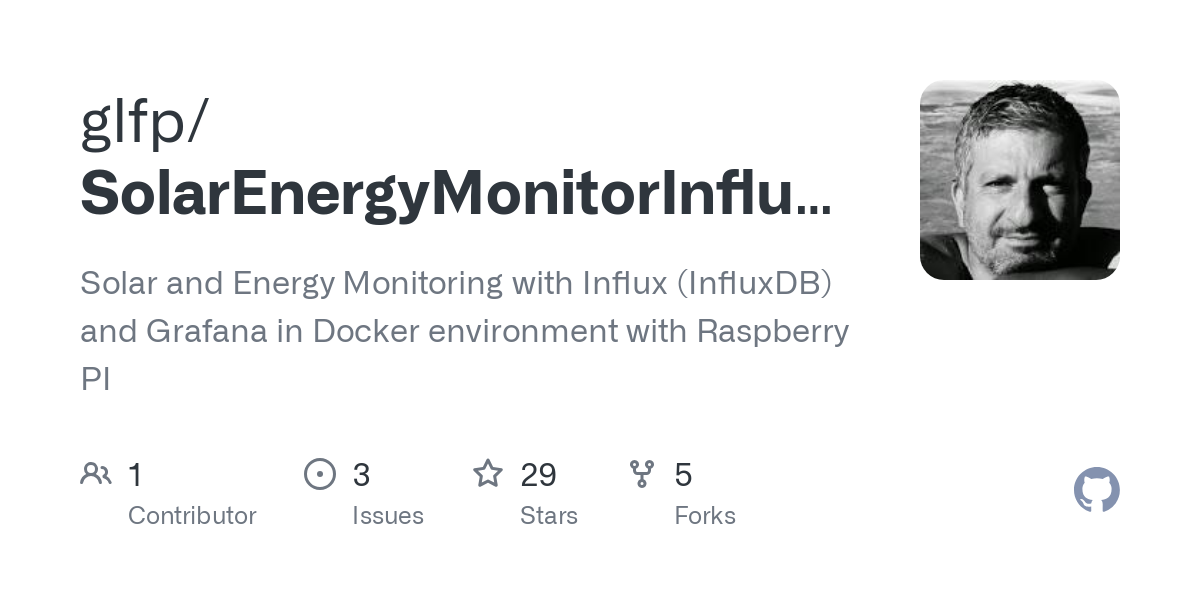 glfp/
SolarEnergyMonitorInflu...
Solar and Energy Monitoring with Influx (InfluxDB)
and Grafana in Docker environment with Raspberry
PI
1 3 29 5
Contributor Issues Stars Forks